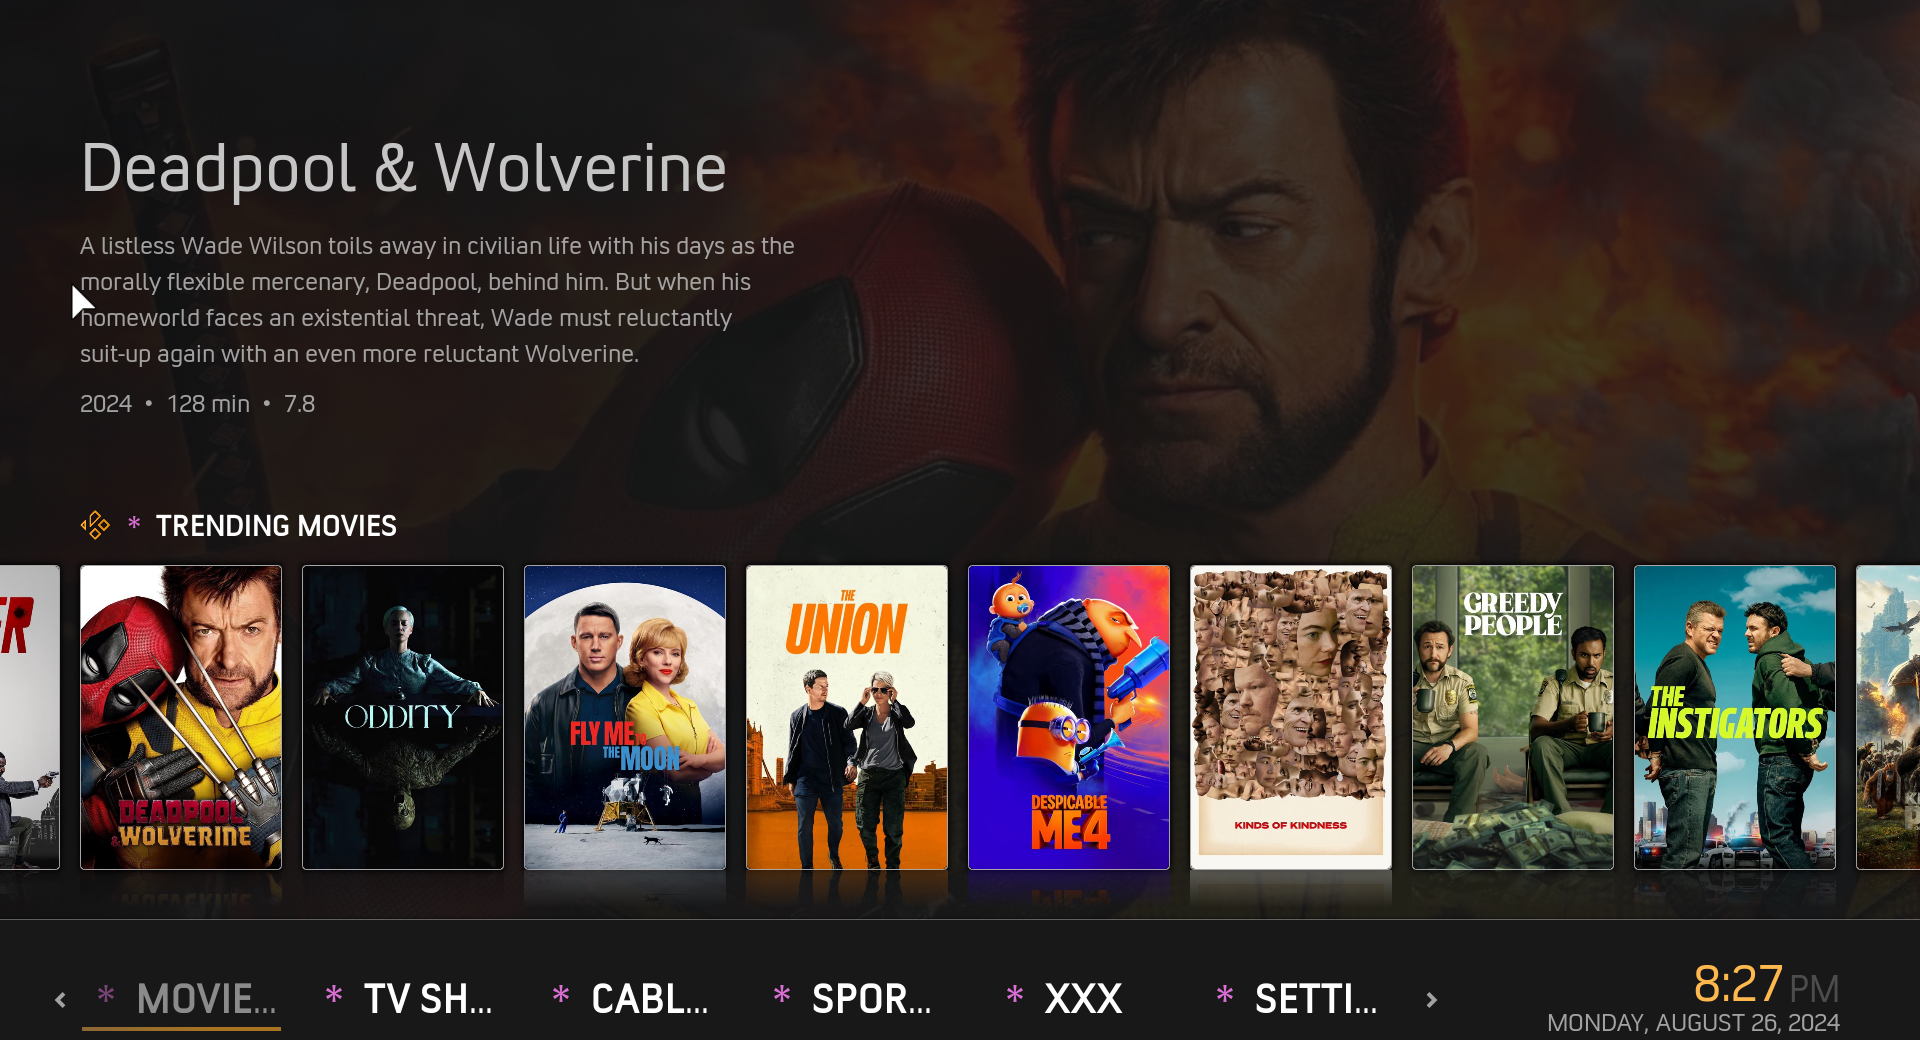 Deadpool & Wolverine
A listless Wade Wilson toils away in civilian life with his days as the
morally flexible mercenary, Deadpool, behind him. But when his
homeworld faces an existential threat, Wade must reluctantly
suit-up again with an even more reluctant Wolverine.
2024 • 128 min • 7.8
* TRENDING MOVIES
DEADPOOL
& WOLVERINE
ODDITY
FLY ME TO
THE MOON
THE
UNION
DESPICABLE
ME4
KINDS OF KINDNESS
GREEDY
PEOPLE
THE
INSTIGATORS
* MOVIE...
* TV SH...
* CABL...
* SPOR...
* XXX
* SETTI...
8:27 PM
MONDAY, AUGUST 26, 2024